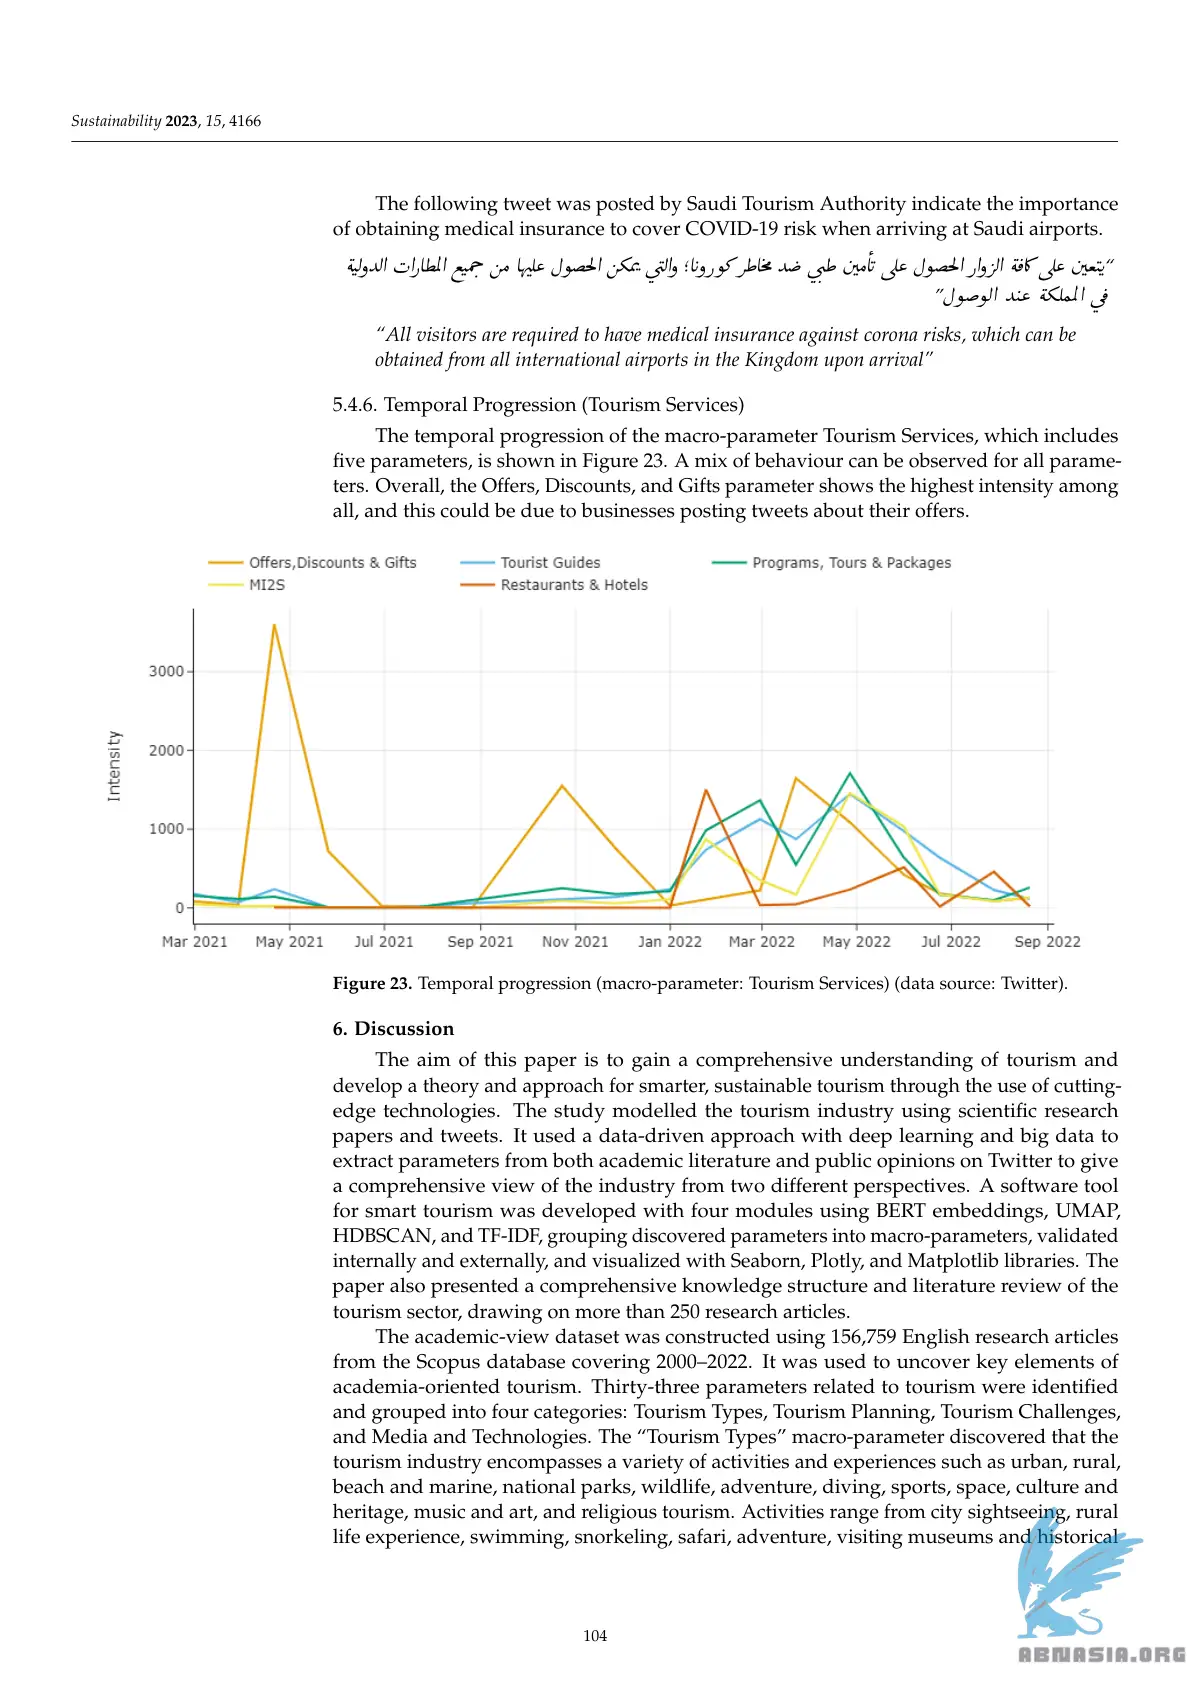 Sustainability 2023, 15, 4166
The following tweet was posted by Saudi Tourism Authority indicate the importance
of obtaining medical insurance to cover COVID-19 risk when arriving at Saudi airports.
“يتعين على كافة الزوار الحصول على تأمين طبي ضد مخاطر كورونا؛ والتي يمكن الحصول عليها من جميع المطارات الدولية
في المملكة عند الوصول”
“All visitors are required to have medical insurance against corona risks, which can be
obtained from all international airports in the Kingdom upon arrival”
5.4.6. Temporal Progression (Tourism Services)
The temporal progression of the macro-parameter Tourism Services, which includes
five parameters, is shown in Figure 23. A mix of behaviour can be observed for all parame-
ters. Overall, the Offers, Discounts, and Gifts parameter shows the highest intensity among
all, and this could be due to businesses posting tweets about their offers.
Offers,Discounts & Gifts Tourist Guides Programs, Tours & Packages
MI2S Restaurants & Hotels
3000
2000
1000
0
Intensity
Mar 2021 May 2021 Jul 2021 Sep 2021 Nov 2021 Jan 2022 Mar 2022 May 2022 Jul 2022 Sep 2022
Figure 23. Temporal progression (macro-parameter: Tourism Services) (data source: Twitter).
6. Discussion
The aim of this paper is to gain a comprehensive understanding of tourism and
develop a theory and approach for smarter, sustainable tourism through the use of cutting-
edge technologies. The study modelled the tourism industry using scientific research
papers and tweets. It used a data-driven approach with deep learning and big data to
extract parameters from both academic literature and public opinions on Twitter to give
a comprehensive view of the industry from two different perspectives. A software tool
for smart tourism was developed with four modules using BERT embeddings, UMAP,
HDBSCAN, and TF-IDF, grouping discovered parameters into macro-parameters, validated
internally and externally, and visualized with Seaborn, Plotly, and Matplotlib libraries. The
paper also presented a comprehensive knowledge structure and literature review of the
tourism sector, drawing on more than 250 research articles.
The academic-view dataset was constructed using 156,759 English research articles
from the Scopus database covering 2000–2022. It was used to uncover key elements of
academia-oriented tourism. Thirty-three parameters related to tourism were identified
and grouped into four categories: Tourism Types, Tourism Planning, Tourism Challenges,
and Media and Technologies. The “Tourism Types” macro-parameter discovered that the
tourism industry encompasses a variety of activities and experiences such as urban, rural,
beach and marine, national parks, wildlife, adventure, diving, sports, space, culture and
heritage, music and art, and religious tourism. Activities range from city sightseeing, rural
life experience, swimming, snorkeling, safari, adventure, visiting museums and historical
104
ABNASIA.ORG